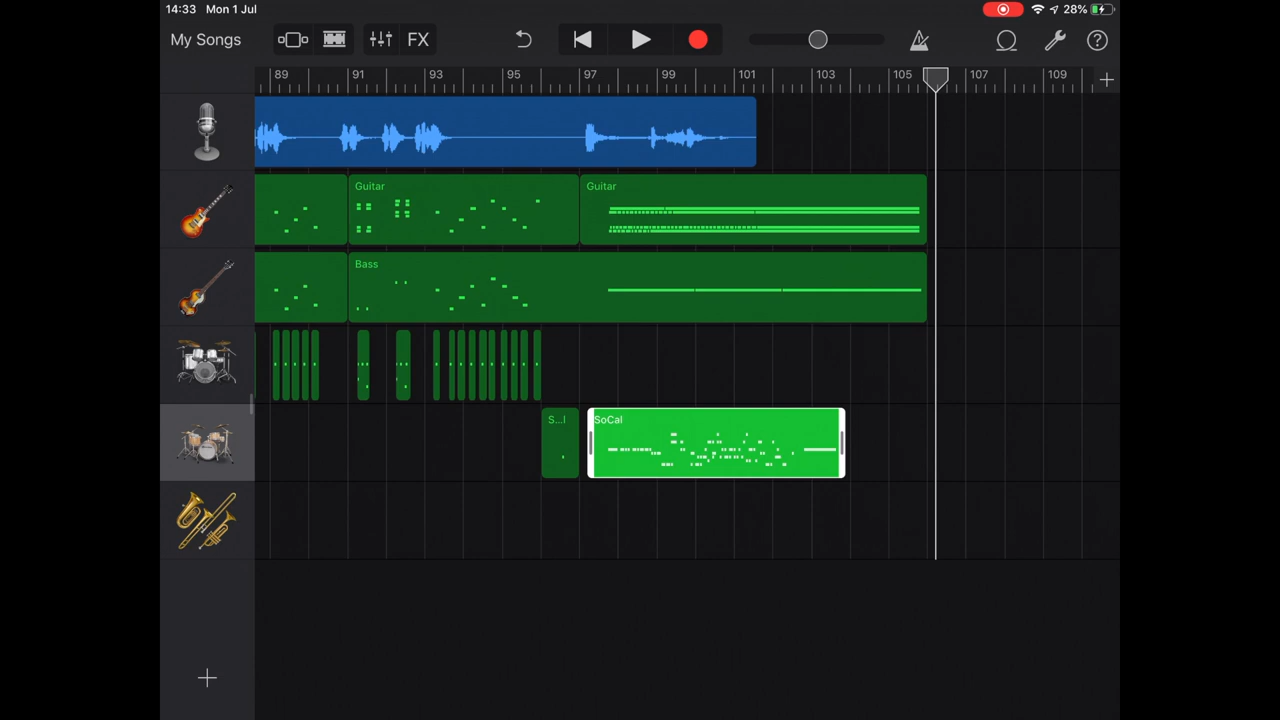 14:33 Mon 1 Jul 28%
My Songs FX
89 91 93 95 97 99 101 103 105 107 109
Guitar Guitar
Bass
S...l SoCal